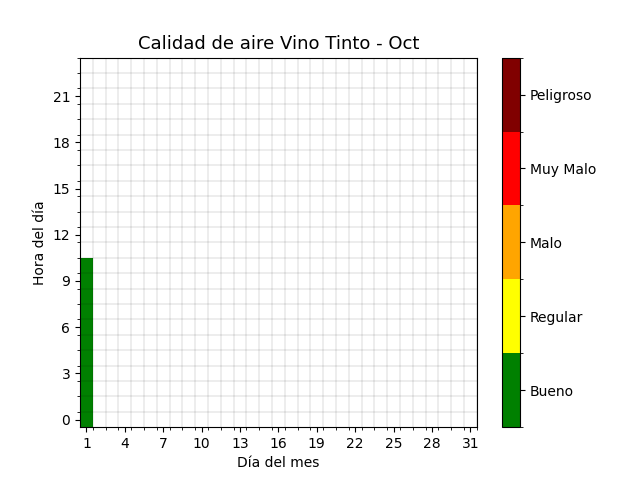 Calidad de aire Vino Tinto - Oct
Peligroso
Muy Malo
Malo
Regular
Bueno
Hora del día
21
18
15
12
9
6
3
0
1 4 7 10 13 16 19 22 25 28 31
Día del mes